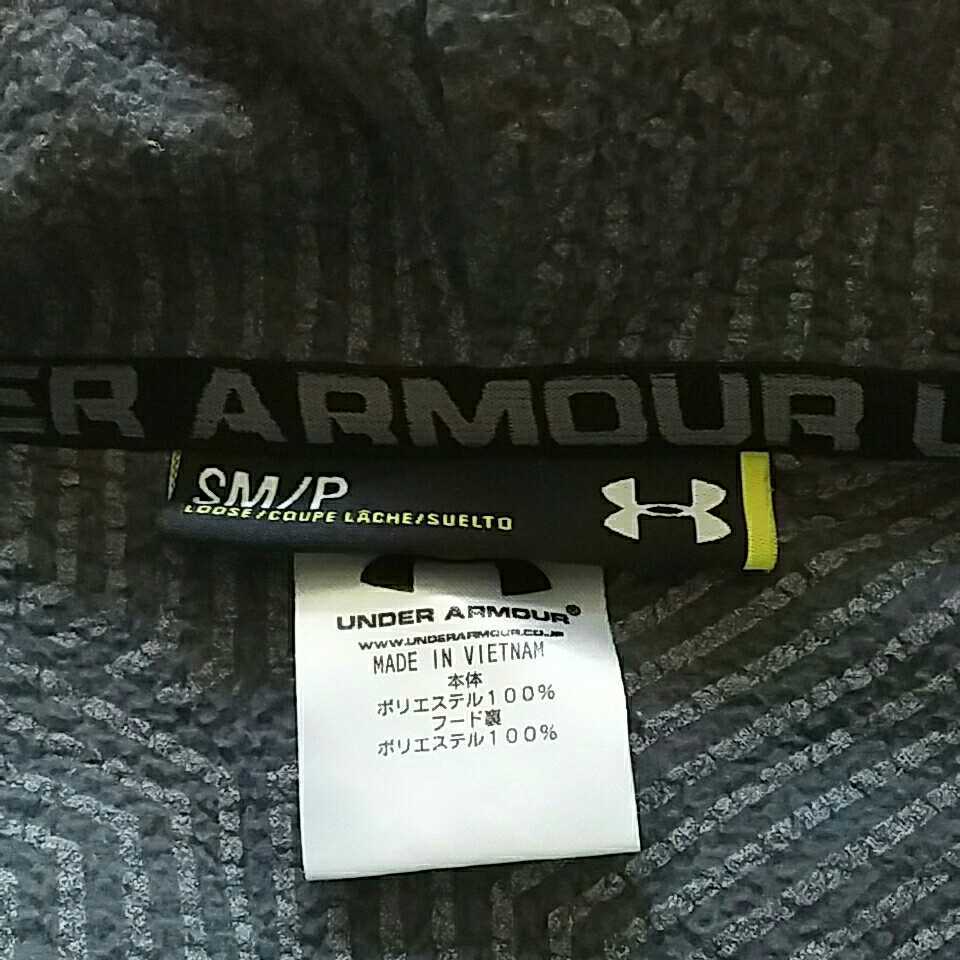 ER ARMOUR U
SM/P
LOOSE/COUPE LÂCHE/SUELTO
UNDER ARMOUR®
WWW.UNDERARMOUR.CO.JP
MADE IN VIETNAM
本体
ポリエステル100%
フード裏
ポリエステル100%